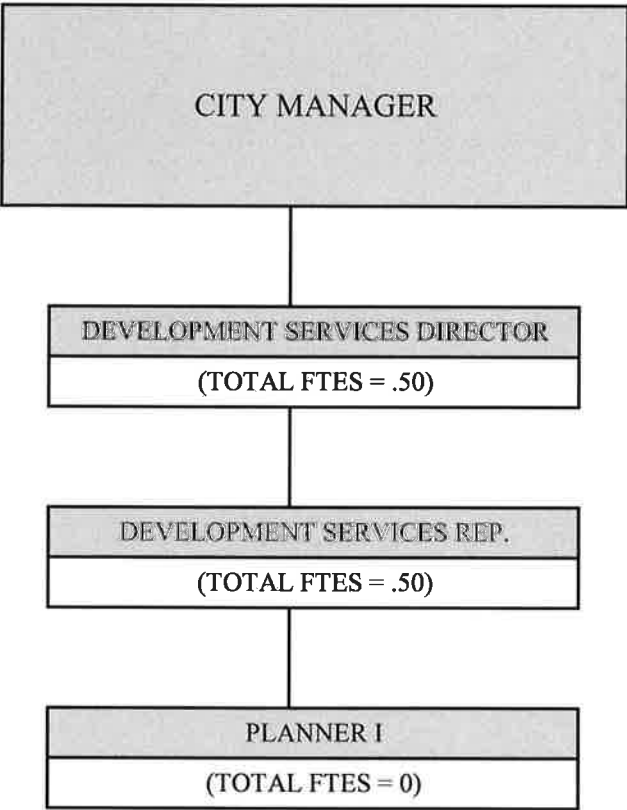 CITY MANAGER
DEVELOPMENT SERVICES DIRECTOR
(TOTAL FTES = .50)
DEVELOPMENT SERVICES REP.
(TOTAL FTES = .50)
PLANNER I
(TOTAL FTES = 0)